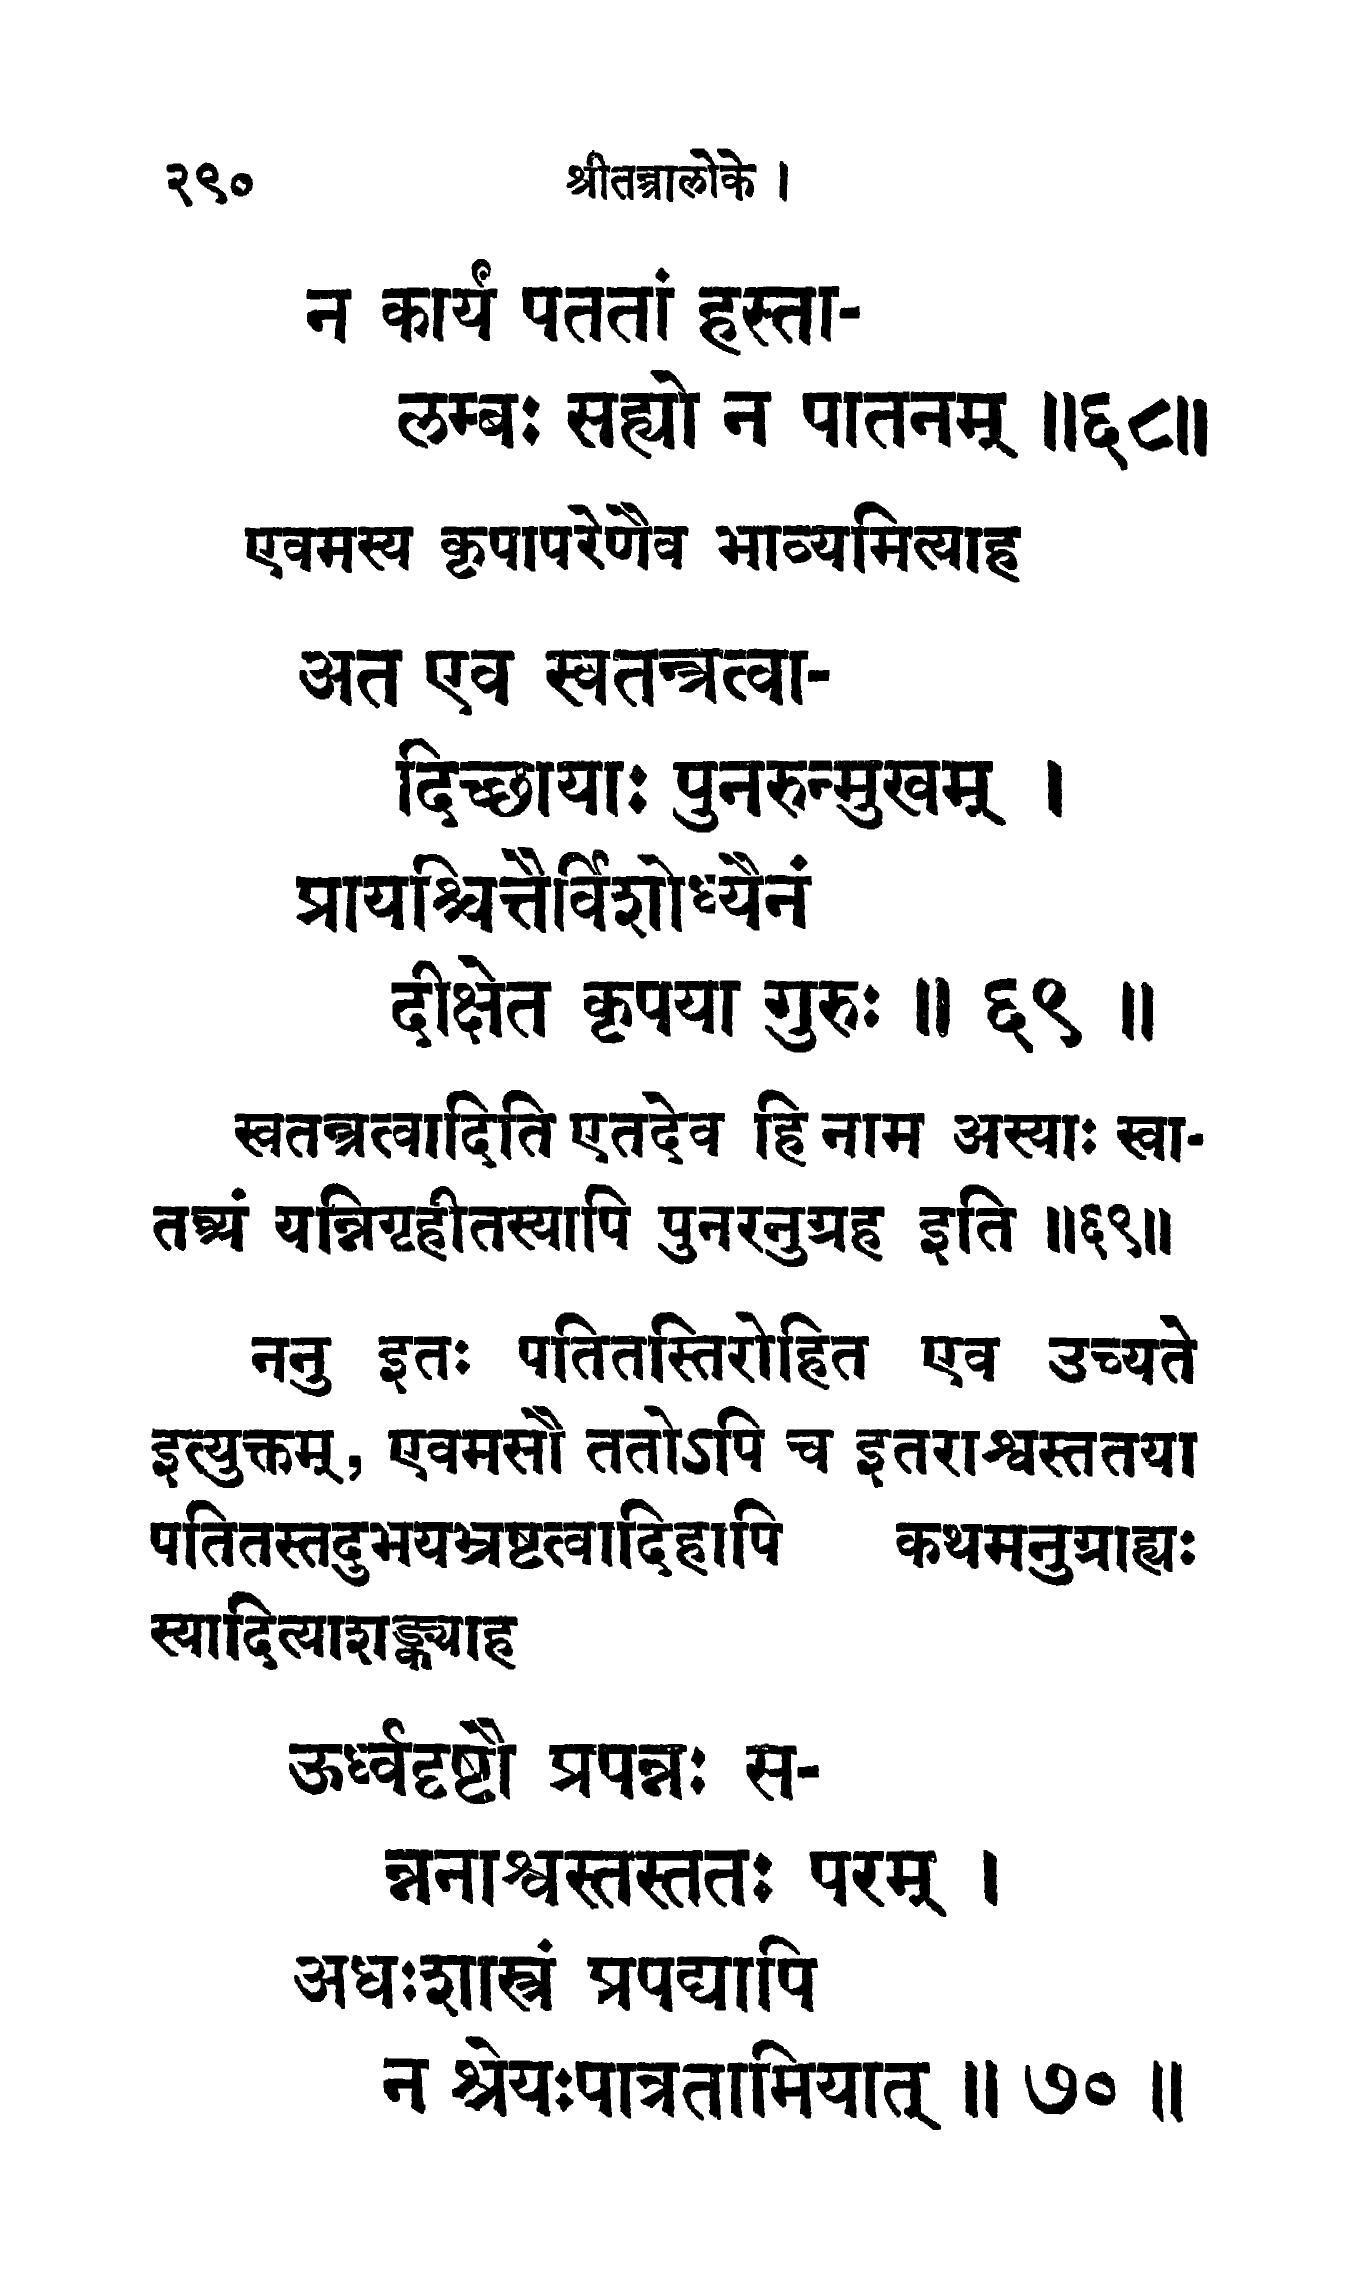 २९० श्रीतन्त्रालोके ।
न कार्यं पततां हस्ता-
लम्बः सह्यो न पातनम् ॥६८॥
एवमस्य कृपापरेणैव भाव्यमित्याह
अत एव स्वतन्त्रत्वा-
दिच्छायाः पुनरुन्मुखम् ।
प्रायश्चित्तैर्विशोध्यैनं
दीक्षेत कृपया गुरुः ॥ ६९ ॥
स्वतन्त्रत्वादिति एतदेव हि नाम अस्याः स्वा-
तन्त्र्यं यन्निगृहीतस्यापि पुनरनुग्रह इति ॥६९॥
ननु इतः पतितस्तिरोहित एव उच्यते
इत्युक्तम्, एवमसौ ततोऽपि च इतराश्वस्ततया
पतितस्तदुभयभ्रष्टत्वादिहापि कथमनुग्राह्यः
स्यादित्याशङ्क्याह
ऊर्ध्वदृष्टौ प्रपन्नः स-
न्ननाश्वस्तस्ततः परम् ।
अधःशास्त्रं प्रपद्यापि
न श्रेयःपात्रतामियात् ॥ ७० ॥